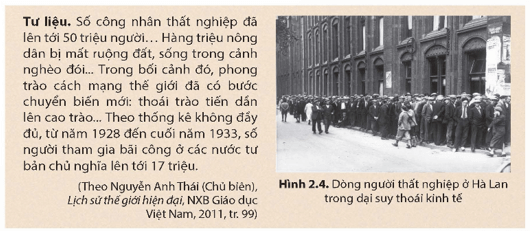 Tư liệu. Số công nhân thất nghiệp đã
lên tới 50 triệu người... Hàng triệu nông
dân bị mất ruộng đất, sống trong cảnh
nghèo đói... Trong bối cảnh đó, phong
trào cách mạng thế giới đã có bước
chuyển biến mới: thoái trào tiến dần
lên cao trào... Theo thống kê không đầy
đủ, từ năm 1928 đến cuối năm 1933, số
người tham gia bãi công ở các nước tư
bản chủ nghĩa lên tới 17 triệu.
(Theo Nguyễn Anh Thái (Chủ biên),
Lịch sử thế giới hiện đại, NXB Giáo dục
Việt Nam, 2011, tr. 99)
Hình 2.4. Dòng người thất nghiệp ở Hà Lan
trong dại suy thoái kinh tế